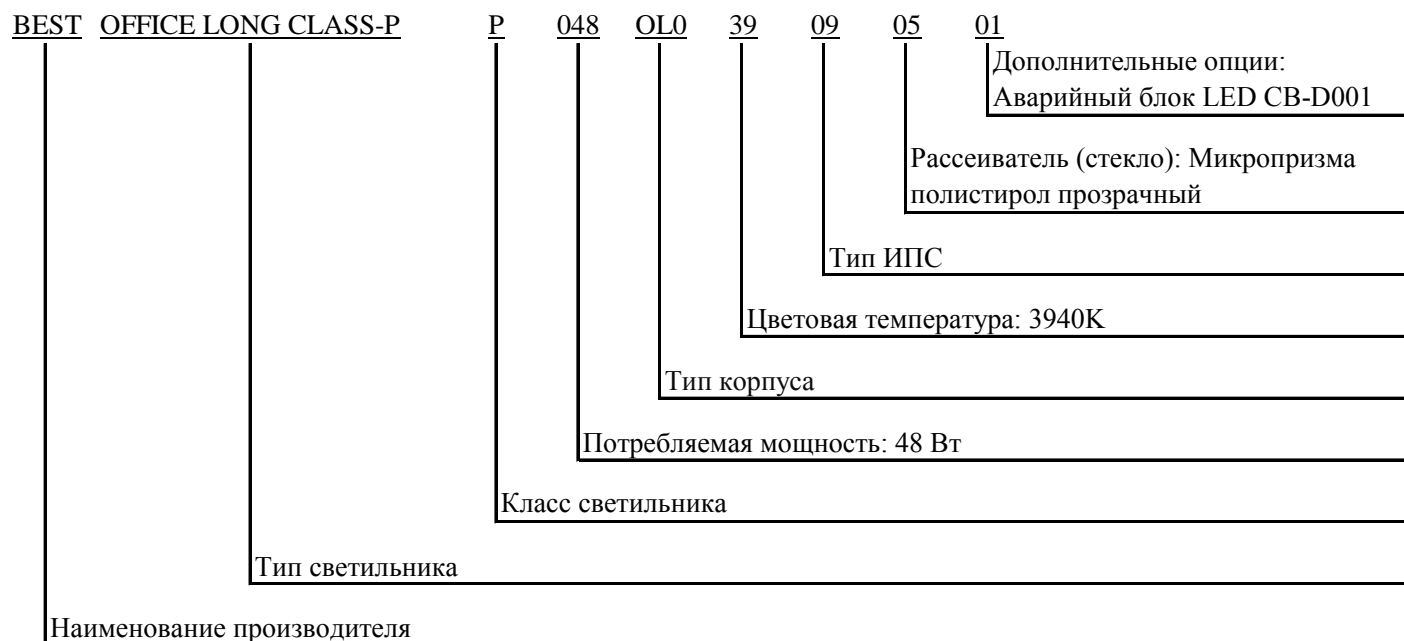 BEST OFFICE LONG CLASS-P P 048 OL0 39 09 05 01
Дополнительные опции:
Аварийный блок LED CB-D001
Рассеиватель (стекло): Микропризма
полистирол прозрачный
Тип ИПС
Цветовая температура: 3940K
Тип корпуса
Потребляемая мощность: 48 Вт
Класс светильника
Тип светильника
Наименование производителя